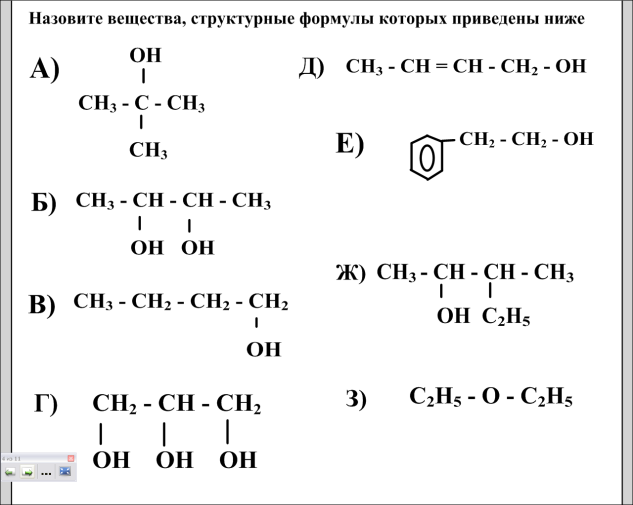 Назовите вещества, структурные формулы которых приведены ниже
А)
OH
CH₃ - C - CH₃
CH₃
Б) CH₃ - CH - CH - CH₃
OH OH
В) CH₃ - CH₂ - CH₂ - CH₂
OH
Г) CH₂ - CH - CH₂
OH OH OH
Д) CH₃ - CH = CH - CH₂ - OH
Е) CH₂ - CH₂ - OH
Ж) CH₃ - CH - CH - CH₃
OH C₂H₅
З) C₂H₅ - O - C₂H₅